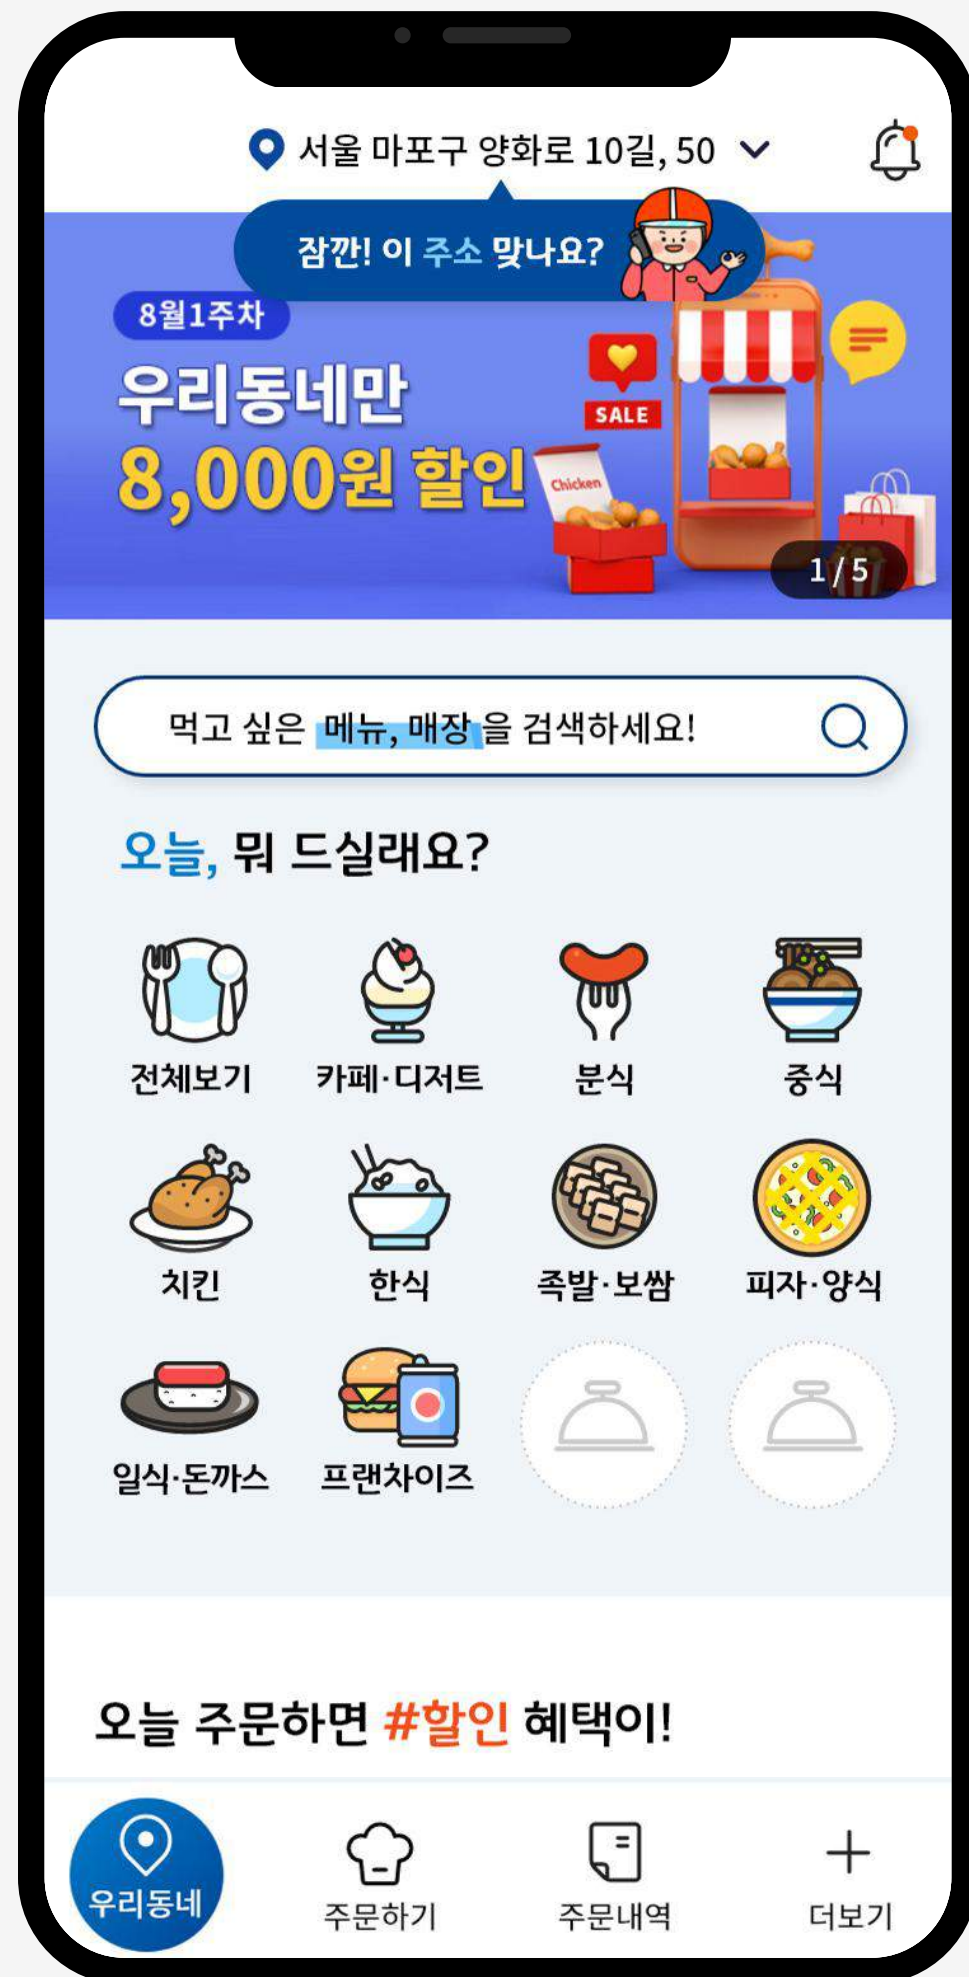 서울 마포구 양화로 10길, 50
잠깐! 이 주소 맞나요?
8월1주차
우리동네만
8,000원 할인
SALE
Chicken
1/5
먹고 싶은 메뉴, 매장 을 검색하세요!
오늘, 뭐 드실래요?
전체보기 카페·디저트 분식 중식
치킨 한식 족발·보쌈 피자·양식
일식·돈까스 프랜차이즈
오늘 주문하면 #할인 혜택이!
우리동네 주문하기 주문내역 더보기